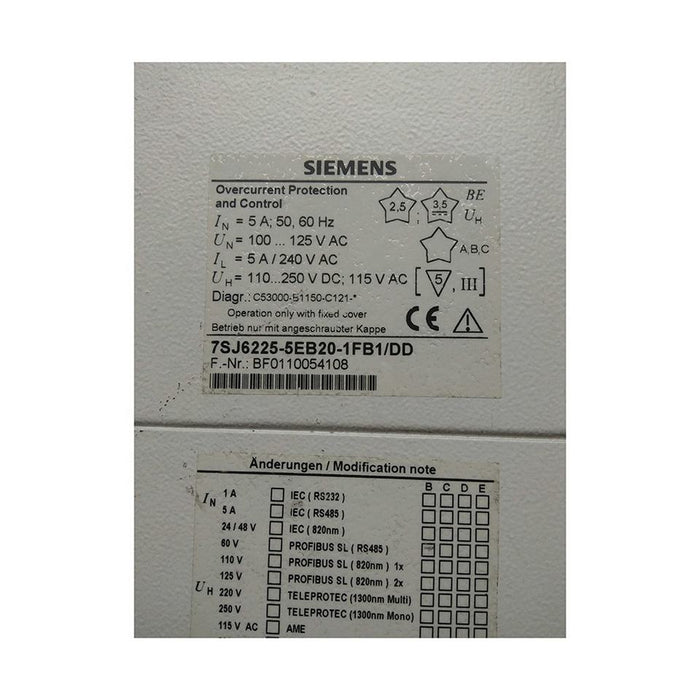 SIEMENS
Overcurrent Protection
and Control
2,5 ; 3,5 BE
UH
IN = 5 A; 50, 60 Hz
UN = 100 ... 125 V AC
A,B,C
IL = 5 A / 240 V AC
UH = 110...250 V DC; 115 V AC [5, III]
Diagr.: C53000-B1150-C121-*
Operation only with fixed cover
Betrieb nur mit angeschraubter Kappe
CE
7SJ6225-5EB20-1FB1/DD
F.-Nr.: BF0110054108
Änderungen / Modification note
B C D E
IN 1 A IEC ( RS232 )
5 A IEC ( RS485 )
24 / 48 V IEC ( 820nm )
60 V PROFIBUS SL ( RS485 )
110 V PROFIBUS SL ( 820nm ) 1x
125 V PROFIBUS SL ( 820nm ) 2x
UH 220 V TELEPROTEC (1300nm Multi)
250 V TELEPROTEC (1300nm Mono)
115 V AC AME